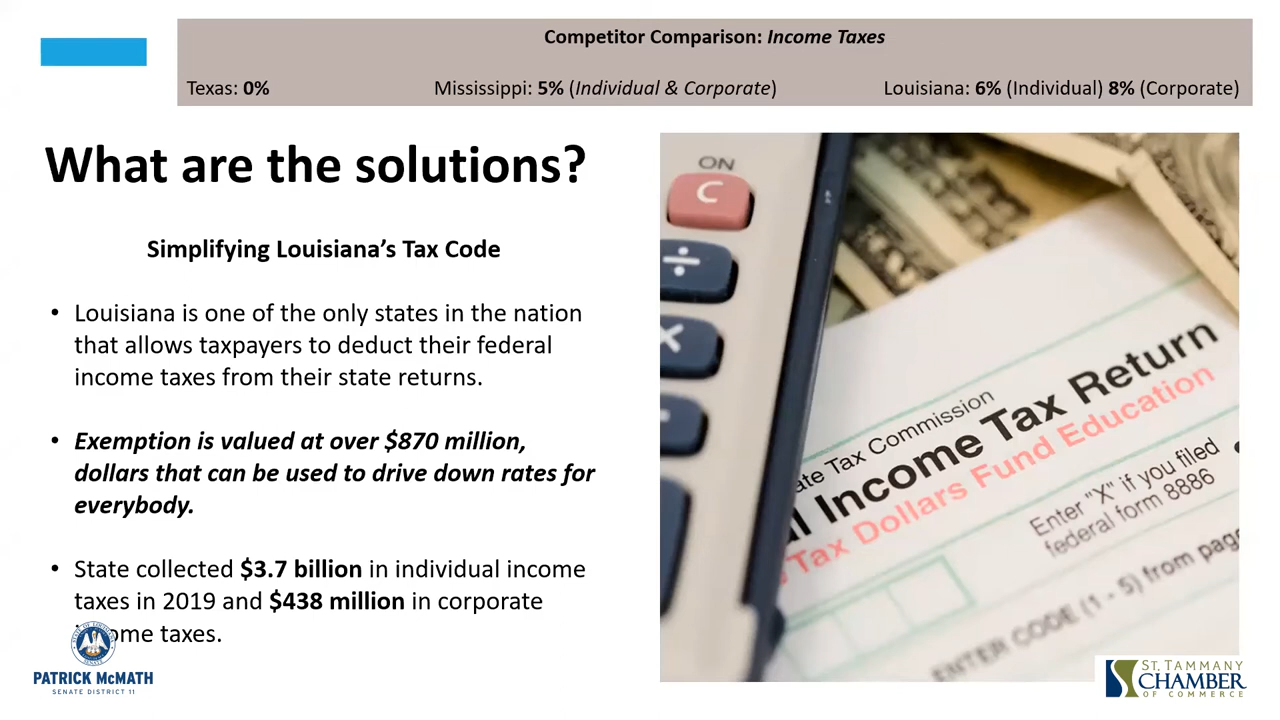 Competitor Comparison: Income Taxes
Texas: 0% Mississippi: 5% (Individual & Corporate) Louisiana: 6% (Individual) 8% (Corporate)
What are the solutions?
Simplifying Louisiana’s Tax Code
• Louisiana is one of the only states in the nation
that allows taxpayers to deduct their federal
income taxes from their state returns.
• Exemption is valued at over $870 million,
dollars that can be used to drive down rates for
everybody.
• State collected $3.7 billion in individual income
taxes in 2019 and $438 million in corporate
ome taxes.
PATRICK McMATH
SENATE DISTRICT 11
ON
C
÷
ate Tax Commission
l Income Tax Return
Tax Dollars Fund Education
Enter "X" if you filed
federal form 8886
ENTER CODE (1 - 5) from page
ST. TAMMANY
CHAMBER
OF COMMERCE